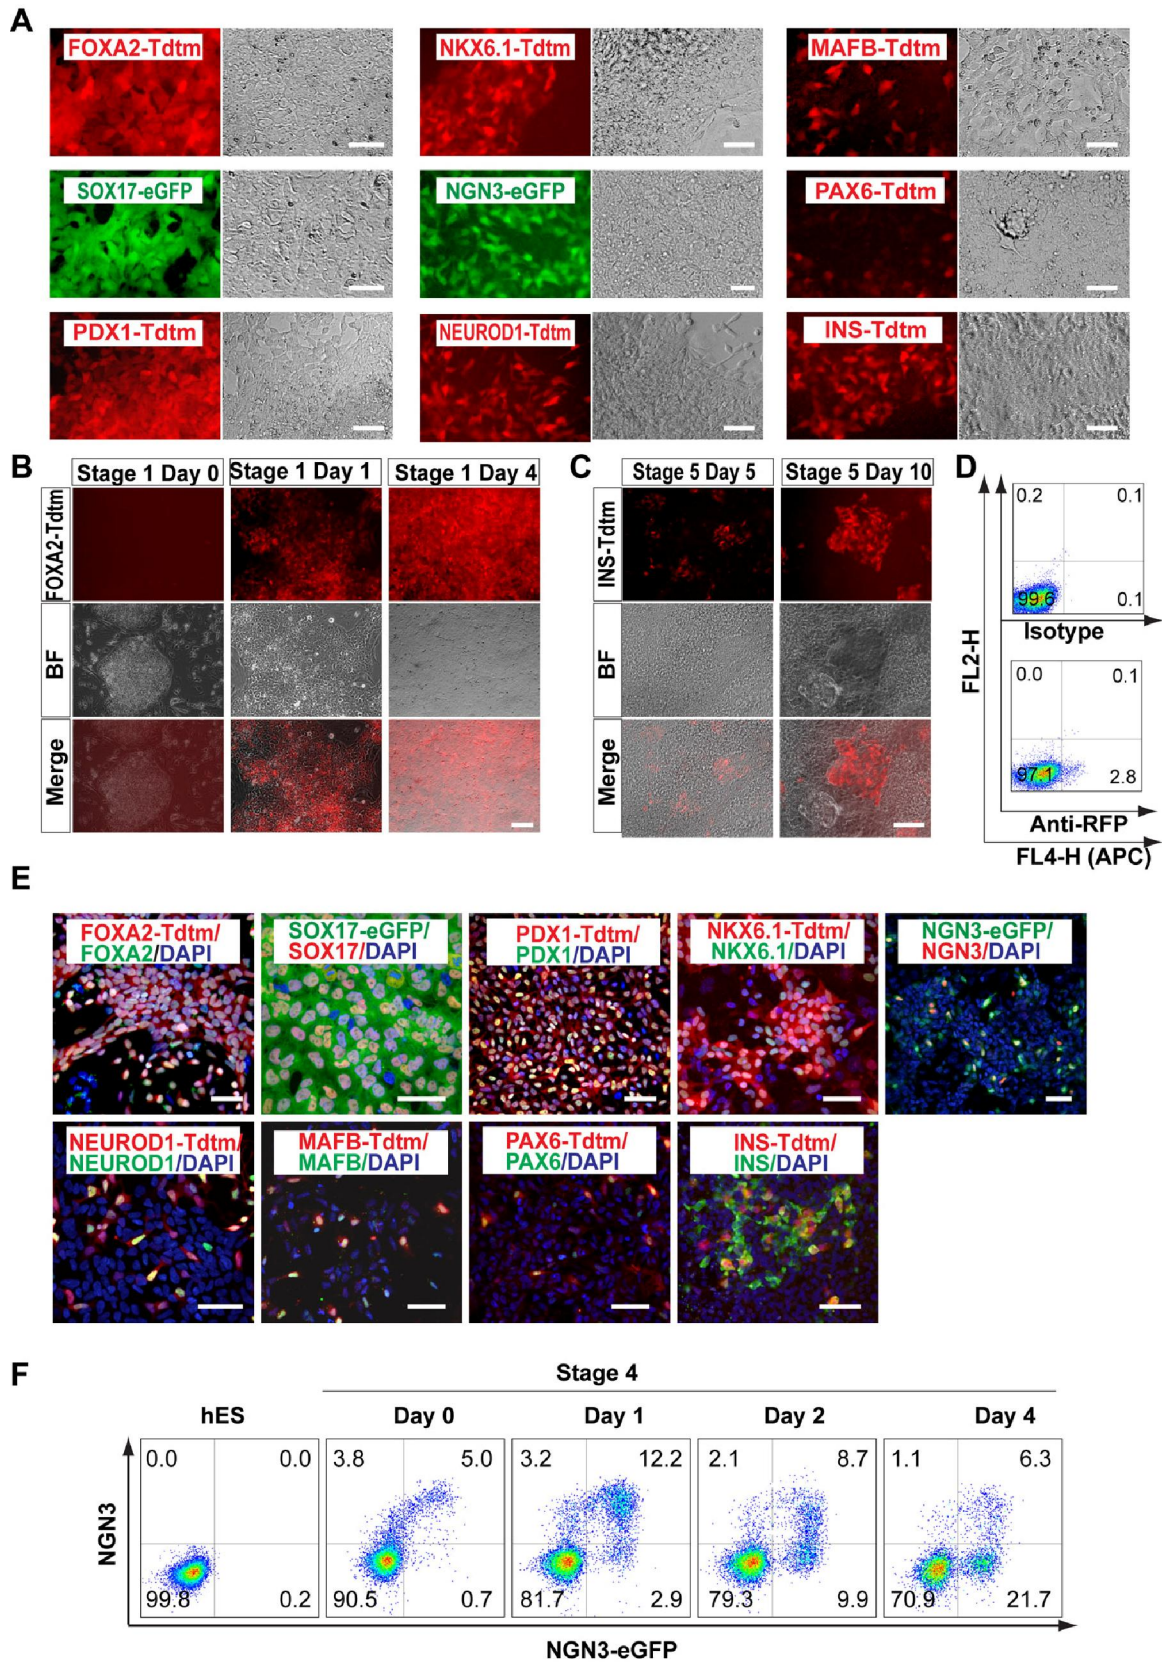 A
FOXA2-Tdtm
NKX6.1-Tdtm
MAFB-Tdtm
SOX17-eGFP
NGN3-eGFP
PAX6-Tdtm
PDX1-Tdtm
NEUROD1-Tdtm
INS-Tdtm
B
Stage 1 Day 0
Stage 1 Day 1
Stage 1 Day 4
FOXA2-Tdtm
BF
Merge
C
Stage 5 Day 5
Stage 5 Day 10
INS-Tdtm
BF
Merge
D
0.2
0.1
99.6
0.1
Isotype
FL2-H
0.0
0.1
97.1
2.8
Anti-RFP
FL4-H (APC)
E
FOXA2-Tdtm/
FOXA2/DAPI
SOX17-eGFP/
SOX17/DAPI
PDX1-Tdtm/
PDX1/DAPI
NKX6.1-Tdtm/
NKX6.1/DAPI
NGN3-eGFP/
NGN3/DAPI
NEUROD1-Tdtm/
NEUROD1/DAPI
MAFB-Tdtm/
MAFB/DAPI
PAX6-Tdtm/
PAX6/DAPI
INS-Tdtm/
INS/DAPI
F
Stage 4
hES
Day 0
Day 1
Day 2
Day 4
NGN3
0.0
0.0
99.8
0.2
3.8
5.0
90.5
0.7
3.2
12.2
81.7
2.9
2.1
8.7
79.3
9.9
1.1
6.3
70.9
21.7
NGN3-eGFP